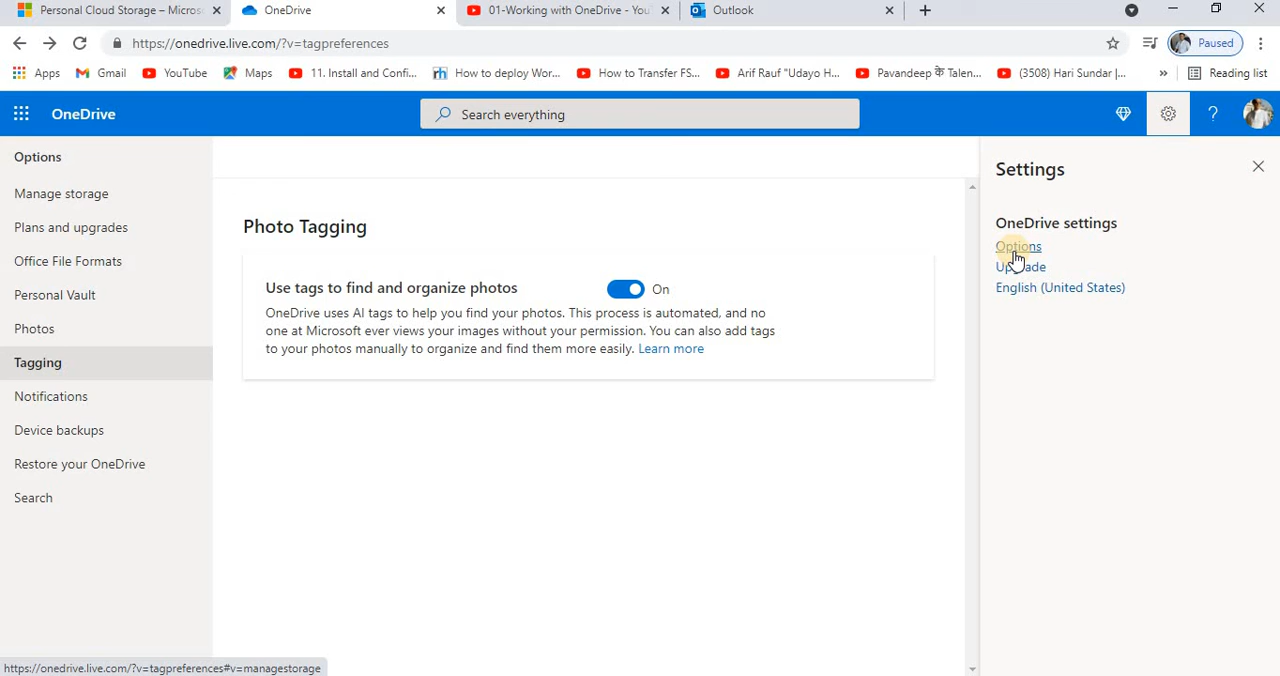 Personal Cloud Storage – Micros
OneDrive
01-Working with OneDrive - You
Outlook
https://onedrive.live.com/?v=tagpreferences
Paused
Apps
Gmail
YouTube
Maps
11. Install and Confi...
How to deploy Wor...
How to Transfer FS...
Arif Rauf "Udayo H...
Pavandeep के Talen...
(3508) Hari Sundar |...
»
Reading list
OneDrive
Search everything
?
Options
Manage storage
Plans and upgrades
Office File Formats
Personal Vault
Photos
Tagging
Notifications
Device backups
Restore your OneDrive
Search
Photo Tagging
Use tags to find and organize photos
On
OneDrive uses AI tags to help you find your photos. This process is automated, and no
one at Microsoft ever views your images without your permission. You can also add tags
to your photos manually to organize and find them more easily. Learn more
Settings
OneDrive settings
Options
Upgrade
English (United States)
https://onedrive.live.com/?v=tagpreferences#v=managestorage